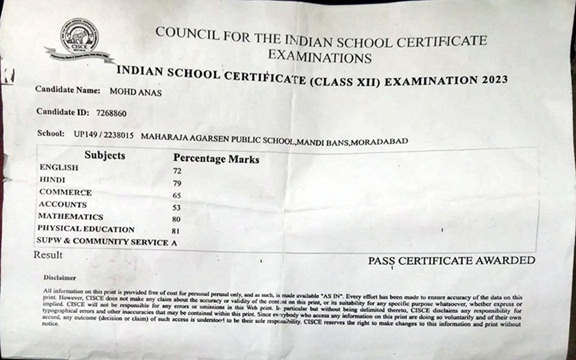 CISCE
COUNCIL FOR THE INDIAN SCHOOL CERTIFICATE
EXAMINATIONS
INDIAN SCHOOL CERTIFICATE (CLASS XII) EXAMINATION 2023
Candidate Name: MOHD ANAS
Candidate ID: 7268860
School: UP149 / 2238015 MAHARAJA AGARSEN PUBLIC SCHOOL,MANDI BANS,MORADABAD
Subjects Percentage Marks
ENGLISH 72
HINDI 79
COMMERCE 65
ACCOUNTS 53
MATHEMATICS 80
PHYSICAL EDUCATION 81
SUPW & COMMUNITY SERVICE A
Result PASS CERTIFICATE AWARDED
Disclaimer
All information on this print is provided free of cost for personal perusal only, and as such, is made available "AS IN". Every effort has been made to ensure accuracy of the data on this
print. However, CISCE does not make any claim about the accuracy or validity of the content on this print, or its suitability for any specific purpose whatsoever, whether express or
implied. CISCE will not be responsible for any errors or omissions in this Web print. In particular but without being delimited thereto, CISCE disclaims any responsibility for
typographical errors and other inaccuracies that may be contained within this print. Since everybody who access any information on this print are doing so voluntarily and of their own
accord, any outcome (decision or claim) of such access is understood to be their sole responsibility. CISCE reserves the right to make changes to this information and print without
notice.